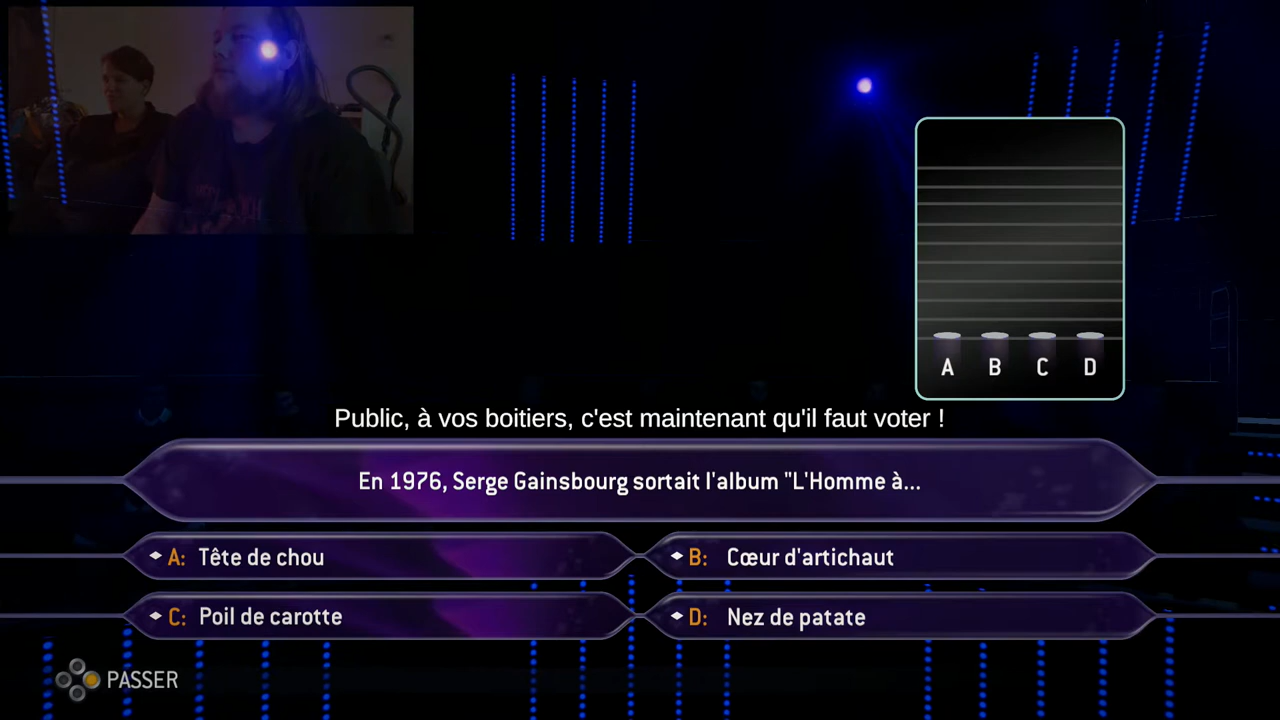 A B C D
Public, à vos boitiers, c'est maintenant qu'il faut voter !
En 1976, Serge Gainsbourg sortait l'album "L'Homme à...
A: Tête de chou
B: Cœur d'artichaut
C: Poil de carotte
D: Nez de patate
PASSER